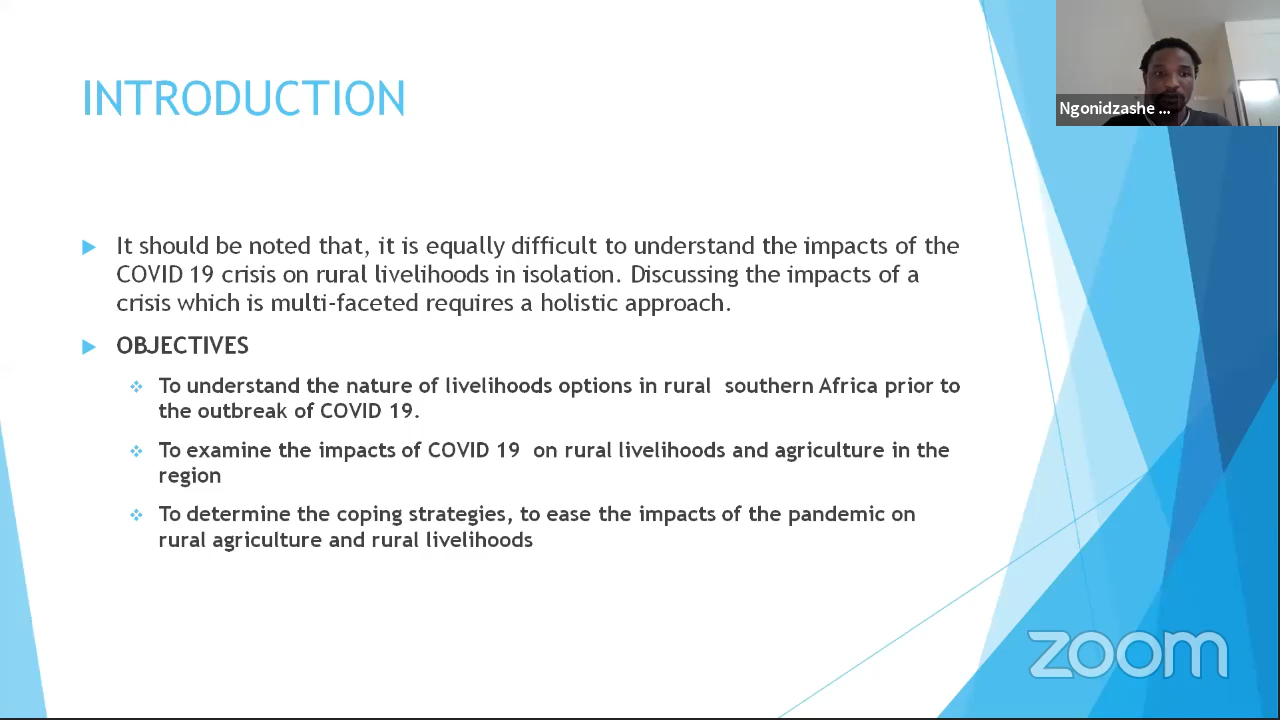 INTRODUCTION
Ngonidzashe ...
It should be noted that, it is equally difficult to understand the impacts of the
COVID 19 crisis on rural livelihoods in isolation. Discussing the impacts of a
crisis which is multi-faceted requires a holistic approach.
OBJECTIVES
To understand the nature of livelihoods options in rural southern Africa prior to
the outbreak of COVID 19.
To examine the impacts of COVID 19 on rural livelihoods and agriculture in the
region
To determine the coping strategies, to ease the impacts of the pandemic on
rural agriculture and rural livelihoods
zoom